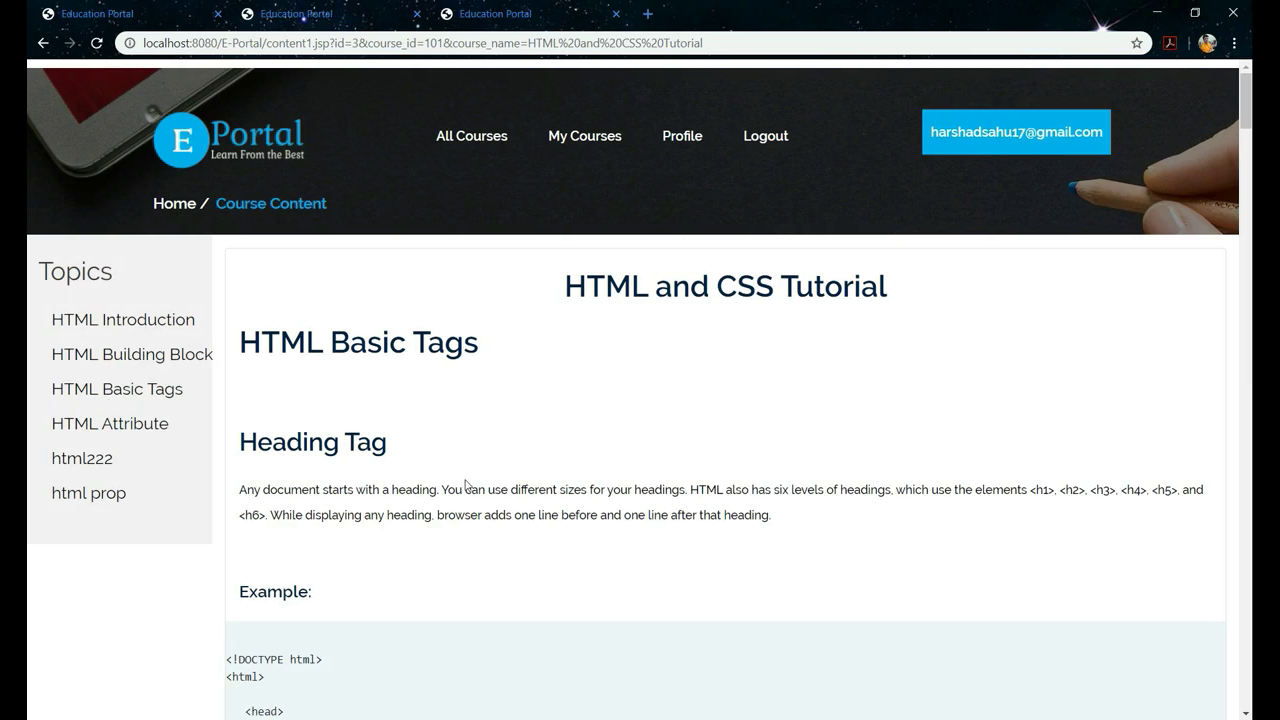 Education Portal
Education Portal
Education Portal
localhost:8080/E-Portal/content1.jsp?id=3&course_id=101&course_name=HTML%20and%20CSS%20Tutorial
E Portal
Learn From the Best
All Courses
My Courses
Profile
Logout
harshadsahu17@gmail.com
Home / Course Content
Topics
HTML Introduction
HTML Building Block
HTML Basic Tags
HTML Attribute
html222
html prop
HTML and CSS Tutorial
HTML Basic Tags
Heading Tag
Any document starts with a heading. You can use different sizes for your headings. HTML also has six levels of headings, which use the elements <h1>, <h2>, <h3>, <h4>, <h5>, and
<h6>. While displaying any heading, browser adds one line before and one line after that heading.
Example:
<!DOCTYPE html>
<html>
<head>